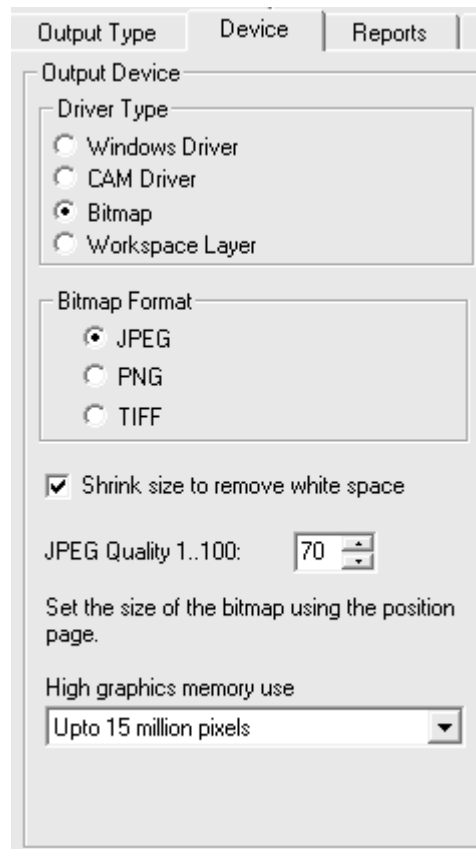 Output Type Device Reports
Output Device
Driver Type
Windows Driver
CAM Driver
Bitmap
Workspace Layer
Bitmap Format
JPEG
PNG
TIFF
Shrink size to remove white space
JPEG Quality 1..100: 70
Set the size of the bitmap using the position
page.
High graphics memory use
Upto 15 million pixels